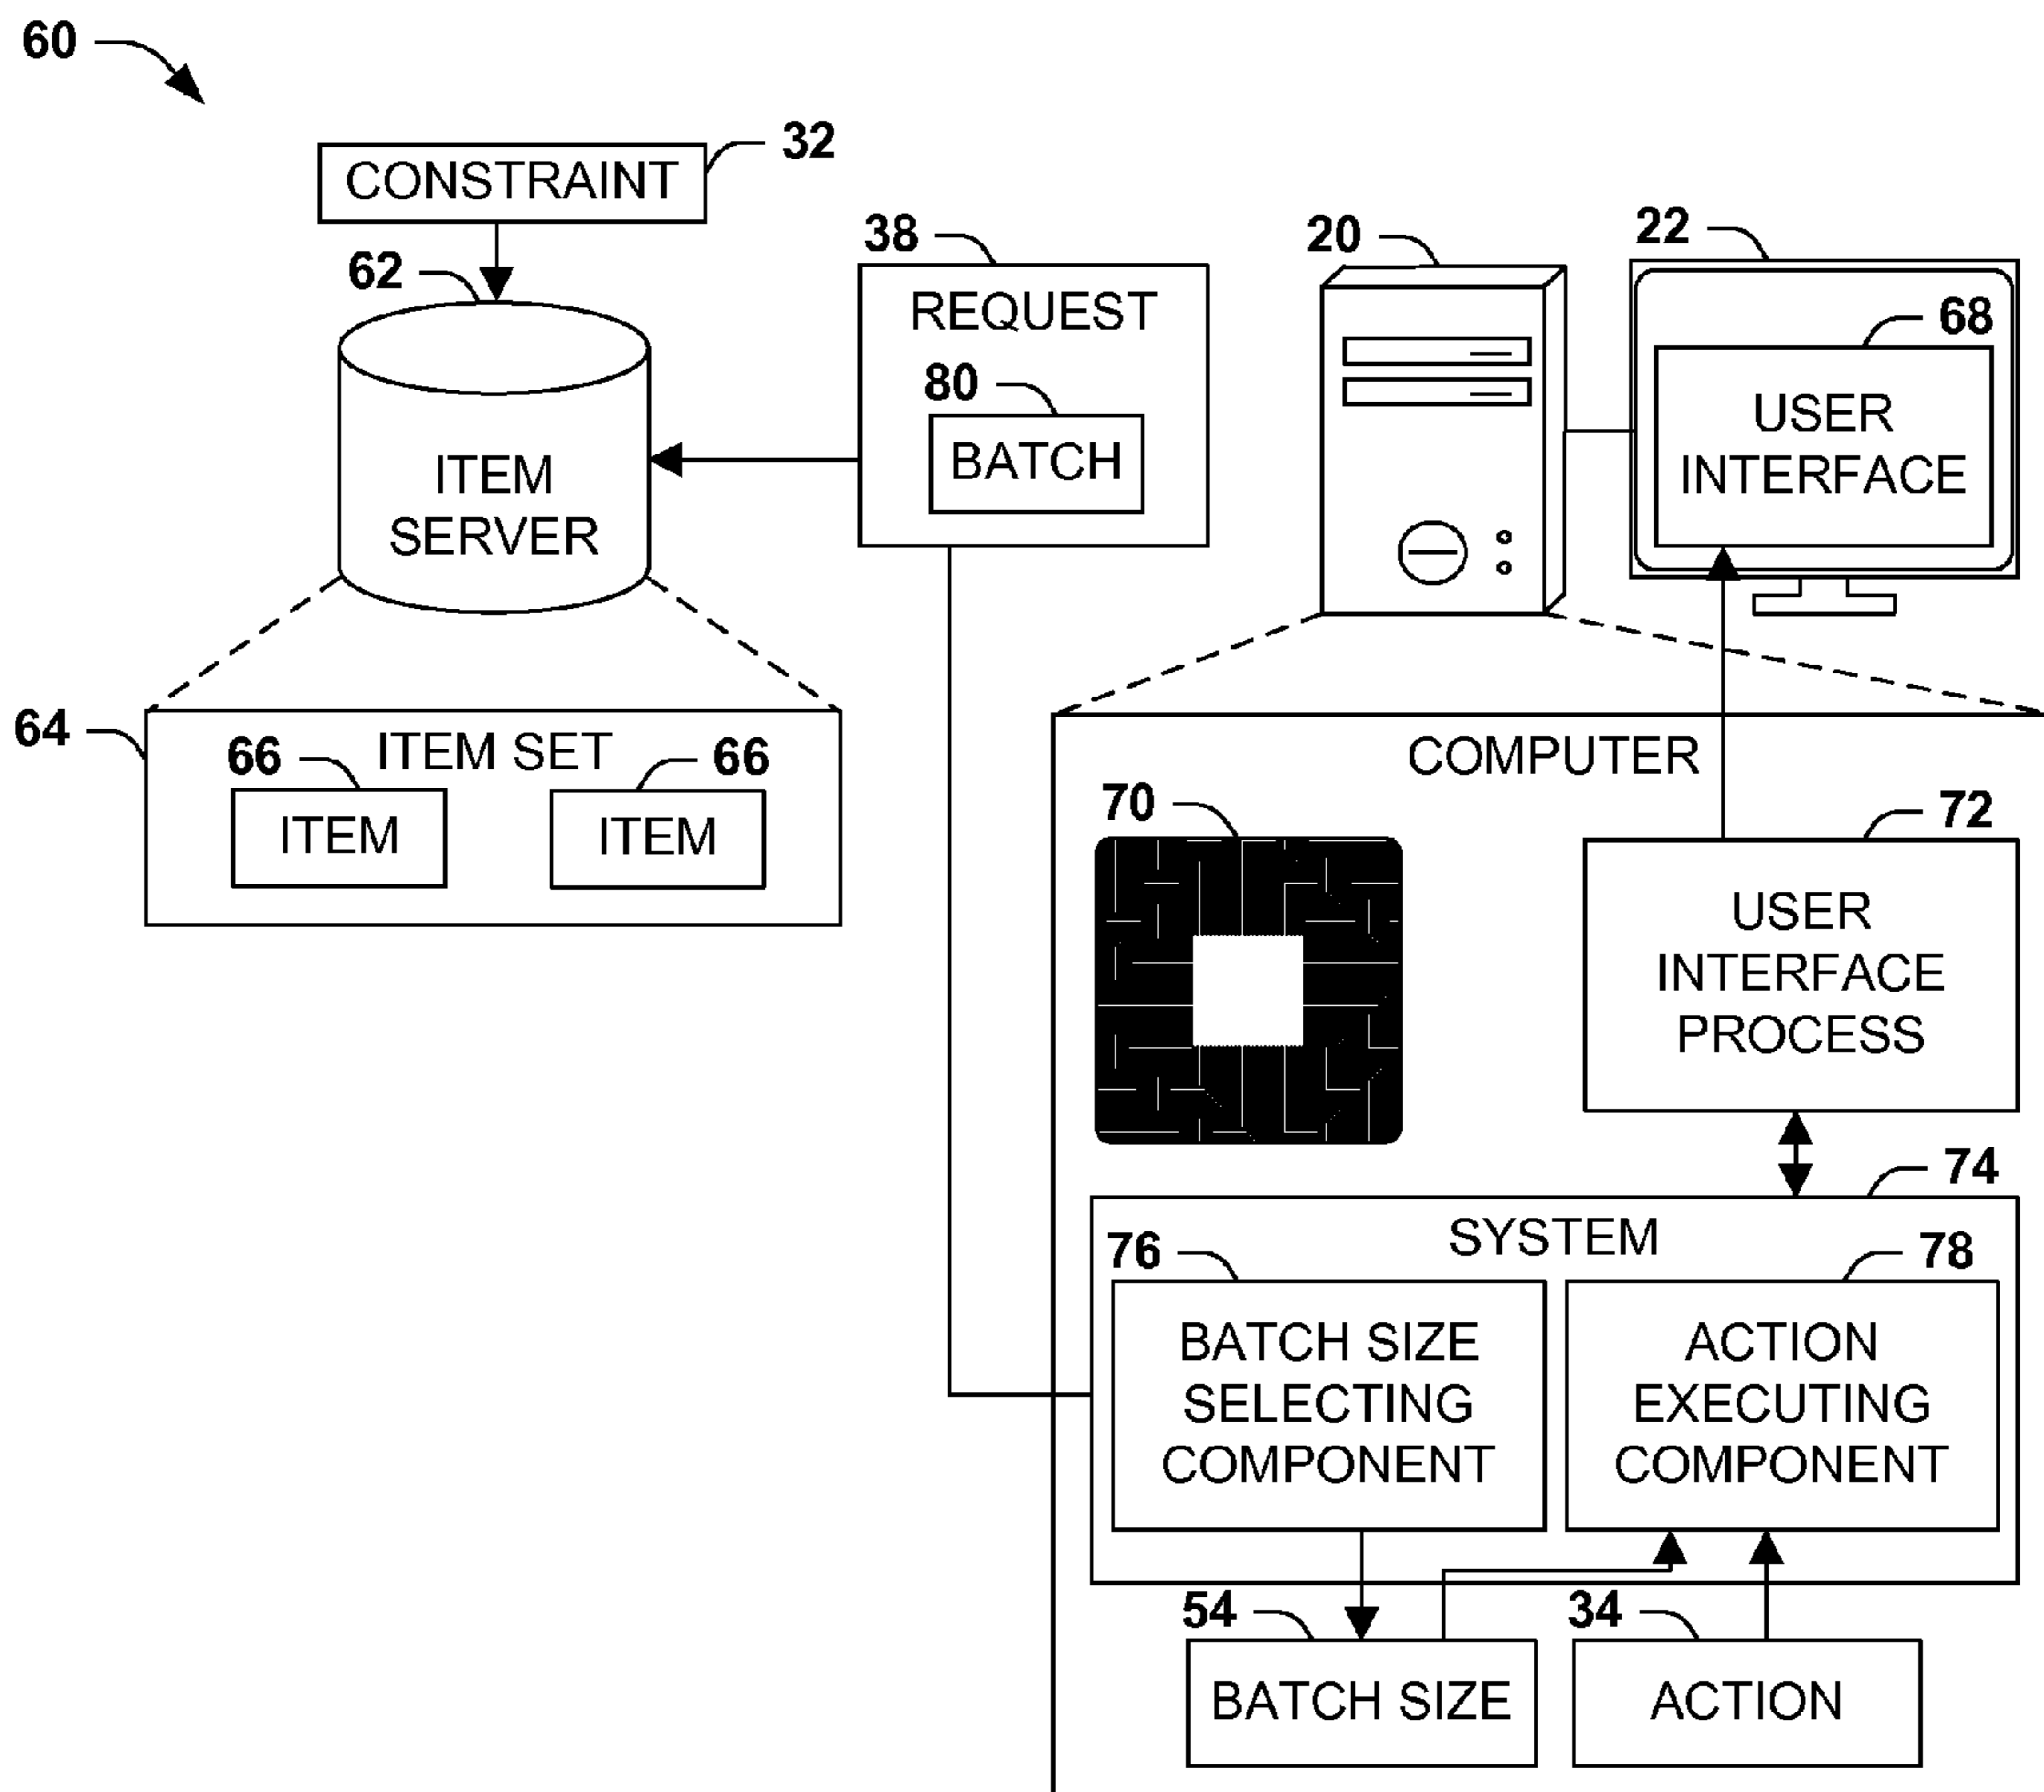 60
CONSTRAINT
32
62
ITEM
SERVER
38
REQUEST
80
BATCH
20
22
68
USER
INTERFACE
64
ITEM SET
66
66
ITEM
ITEM
COMPUTER
70
72
USER
INTERFACE
PROCESS
74
SYSTEM
76
78
BATCH SIZE
SELECTING
COMPONENT
ACTION
EXECUTING
COMPONENT
54
34
BATCH SIZE
ACTION